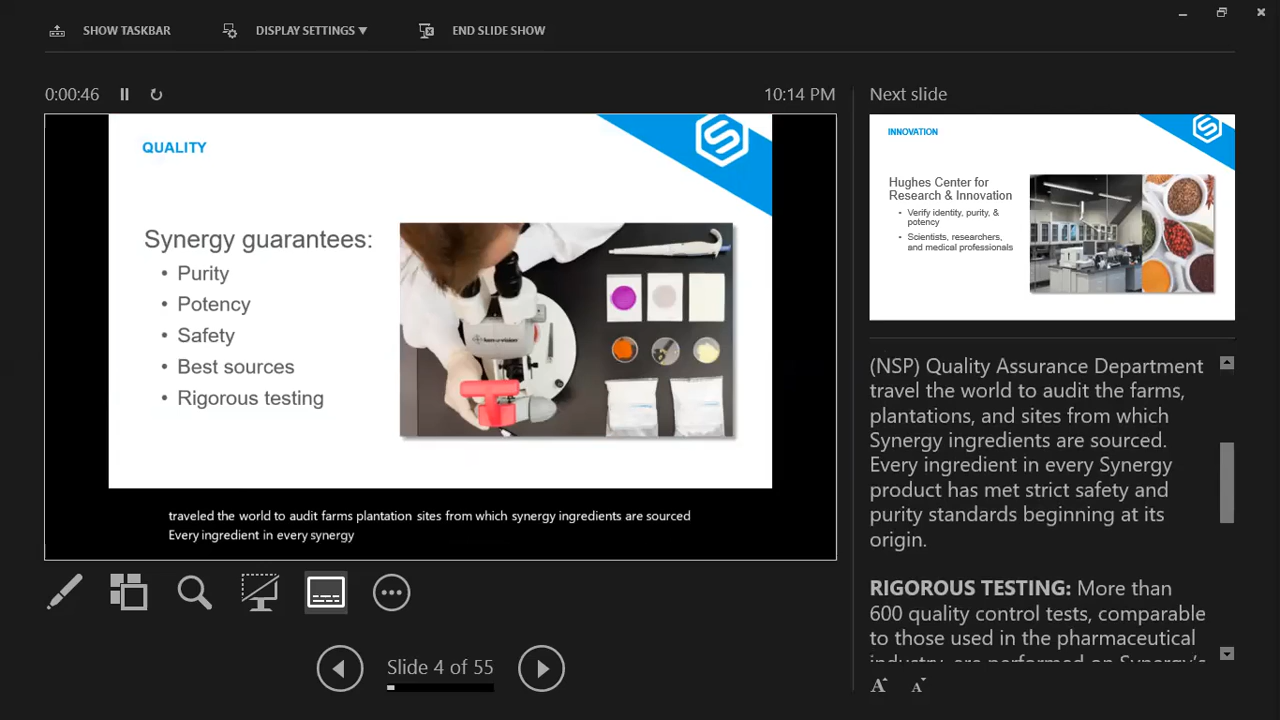 SHOW TASKBAR
DISPLAY SETTINGS ▼
END SLIDE SHOW
0:00:46
10:14 PM
QUALITY
Synergy guarantees:
• Purity
• Potency
• Safety
• Best sources
• Rigorous testing
traveled the world to audit farms plantation sites from which synergy ingredients are sourced
Every ingredient in every synergy
Slide 4 of 55
Next slide
INNOVATION
Hughes Center for
Research & Innovation
• Verify identity, purity, &
potency
• Scientists, researchers,
and medical professionals
(NSP) Quality Assurance Department
travel the world to audit the farms,
plantations, and sites from which
Synergy ingredients are sourced.
Every ingredient in every Synergy
product has met strict safety and
purity standards beginning at its
origin.
RIGOROUS TESTING: More than
600 quality control tests, comparable
to those used in the pharmaceutical
industry, are performed on Synergy's
A A